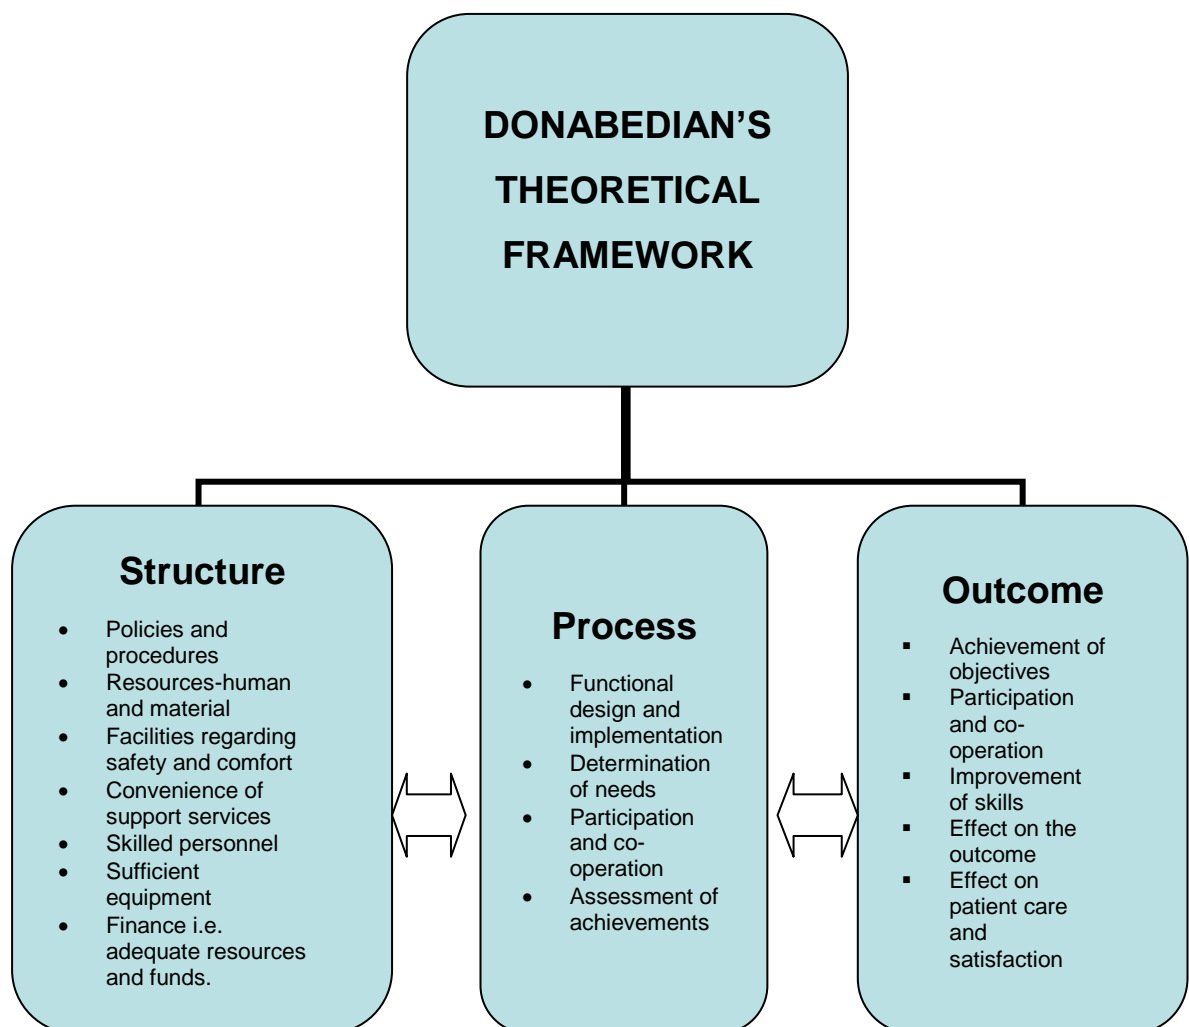 DONABEDIAN’S
THEORETICAL
FRAMEWORK
Structure
• Policies and
procedures
• Resources-human
and material
• Facilities regarding
safety and comfort
• Convenience of
support services
• Skilled personnel
• Sufficient
equipment
• Finance i.e.
adequate resources
and funds.
Process
• Functional
design and
implementation
• Determination
of needs
• Participation
and co-
operation
• Assessment of
achievements
Outcome
▪ Achievement of
objectives
▪ Participation
and co-
operation
▪ Improvement
of skills
▪ Effect on the
outcome
▪ Effect on
patient care
and
satisfaction